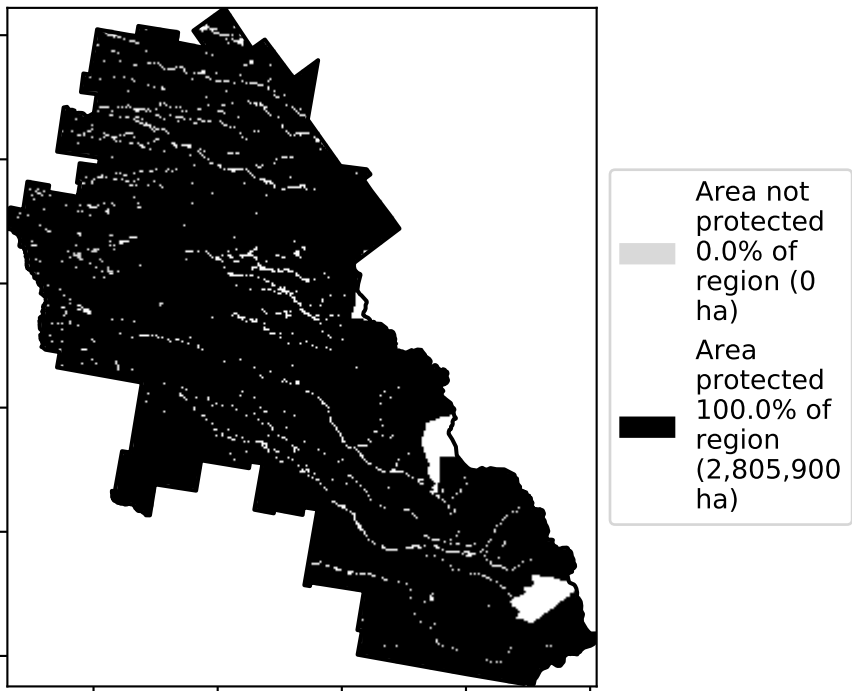 Area not
protected
0.0% of
region (0
ha)
Area
protected
100.0% of
region
(2,805,900
ha)